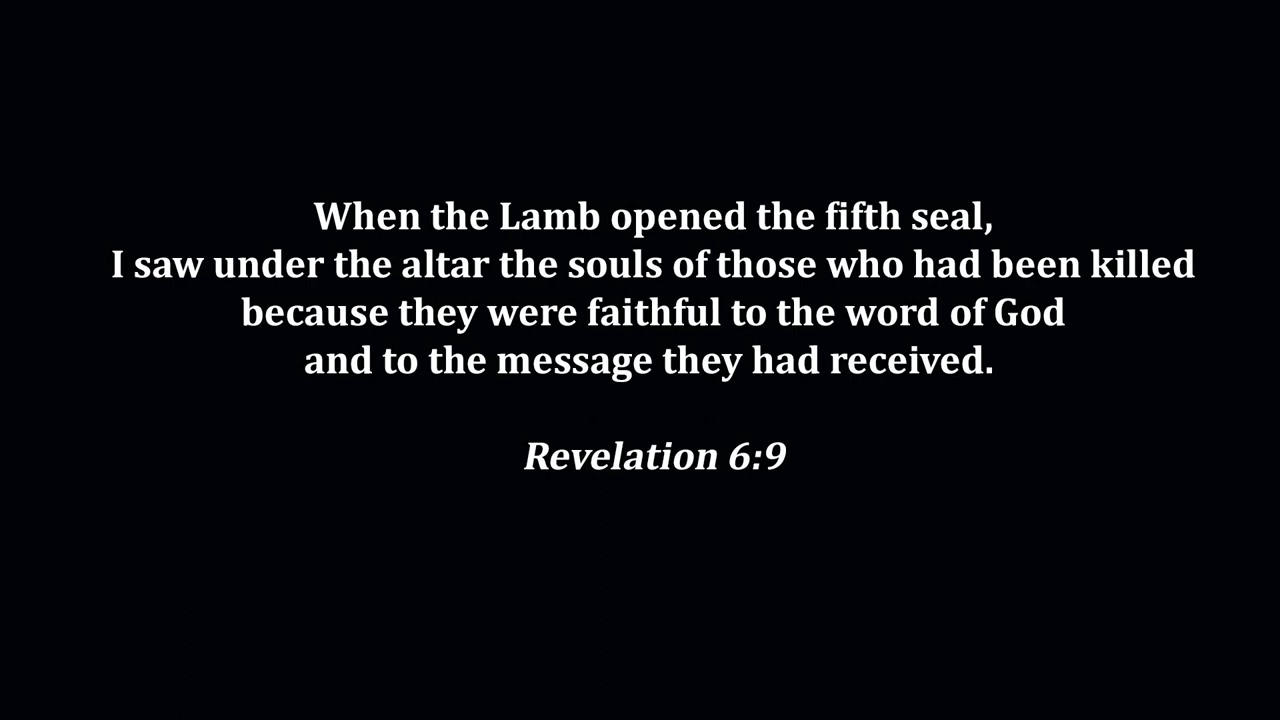 When the Lamb opened the fifth seal,
I saw under the altar the souls of those who had been killed
because they were faithful to the word of God
and to the message they had received.
Revelation 6:9